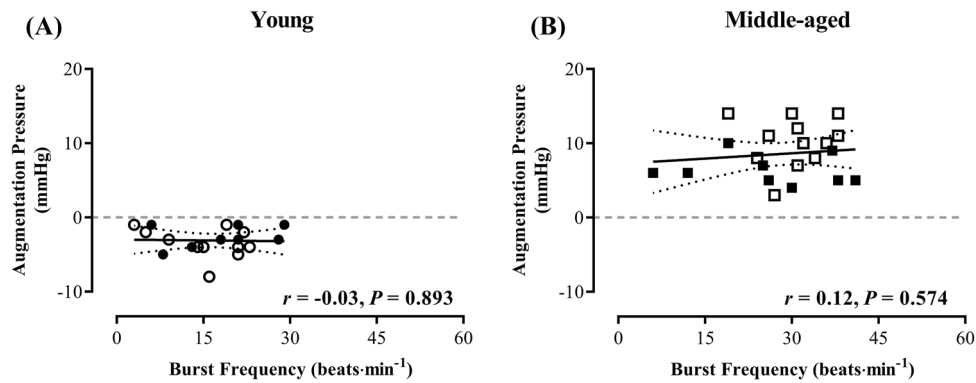 (A)
Young
Augmentation Pressure
(mmHg)
20
10
0
-10
r = -0.03, P = 0.893
0 15 30 45 60
Burst Frequency (beats·min⁻¹)
(B)
Middle-aged
Augmentation Pressure
(mmHg)
20
10
0
-10
r = 0.12, P = 0.574
0 15 30 45 60
Burst Frequency (beats·min⁻¹)